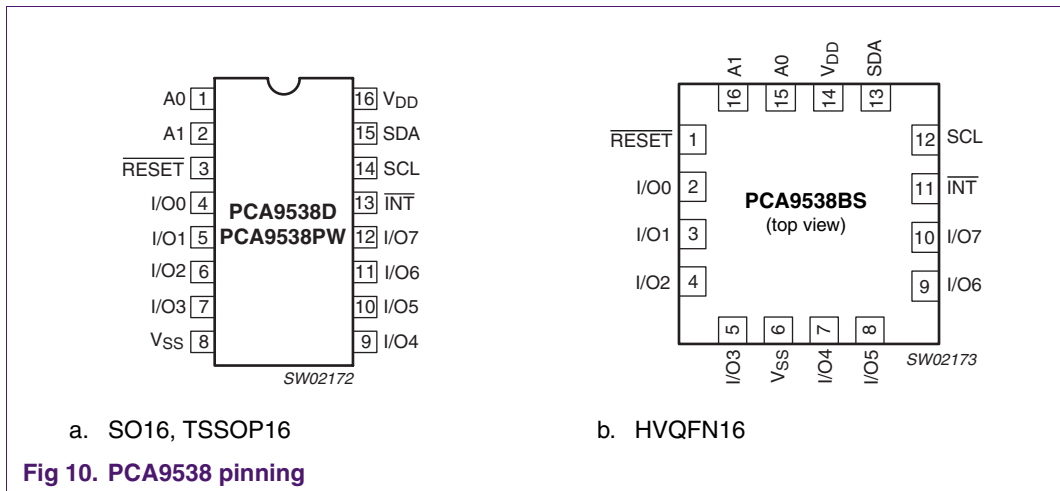 A0 1
A1 2
RESET 3
I/O0 4
I/O1 5
I/O2 6
I/O3 7
VSS 8
PCA9538D
PCA9538PW
16 VDD
15 SDA
14 SCL
13 INT
12 I/O7
11 I/O6
10 I/O5
9 I/O4
SW02172
a. SO16, TSSOP16
A1 A0 VDD SDA
16 15 14 13
RESET 1
I/O0 2
I/O1 3
I/O2 4
PCA9538BS
(top view)
12 SCL
11 INT
10 I/O7
9 I/O6
5 6 7 8
I/O3 VSS I/O4 I/O5
SW02173
b. HVQFN16
Fig 10. PCA9538 pinning